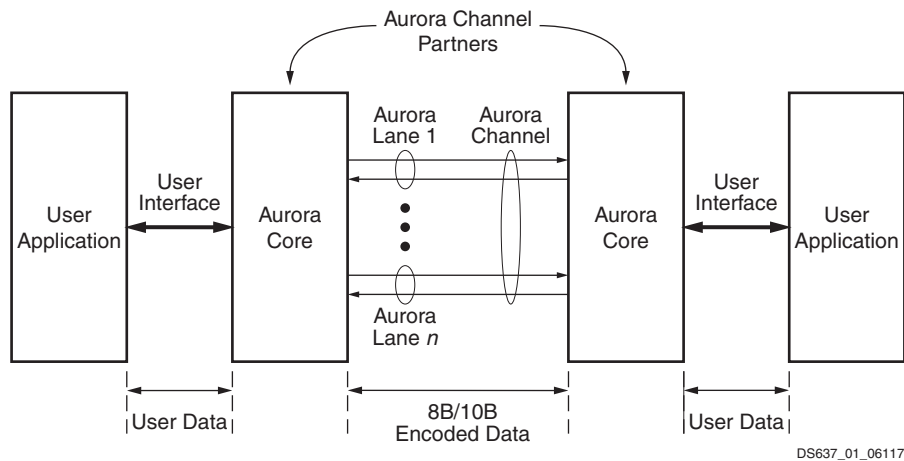 Aurora Channel
Partners
Aurora
Lane 1
Aurora
Channel
User
Interface
User
Interface
User
Application
Aurora
Core
Aurora
Core
User
Application
Aurora
Lane n
User Data
8B/10B
Encoded Data
User Data
DS637_01_06117